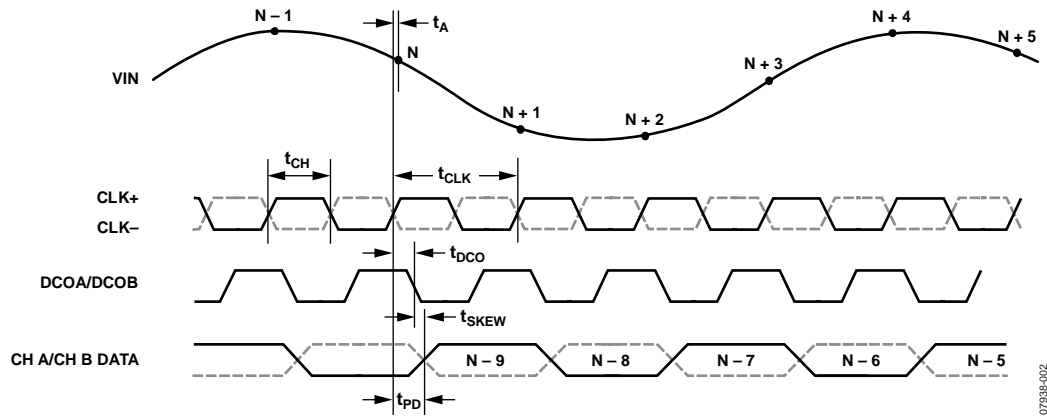 N – 1
t_A
N
N + 4
N + 5
VIN
N + 3
N + 1
N + 2
t_CH
t_CLK
CLK+
CLK–
t_DCO
DCOA/DCOB
t_SKEW
CH A/CH B DATA
N – 9
N – 8
N – 7
N – 6
N – 5
t_PD
07938-002